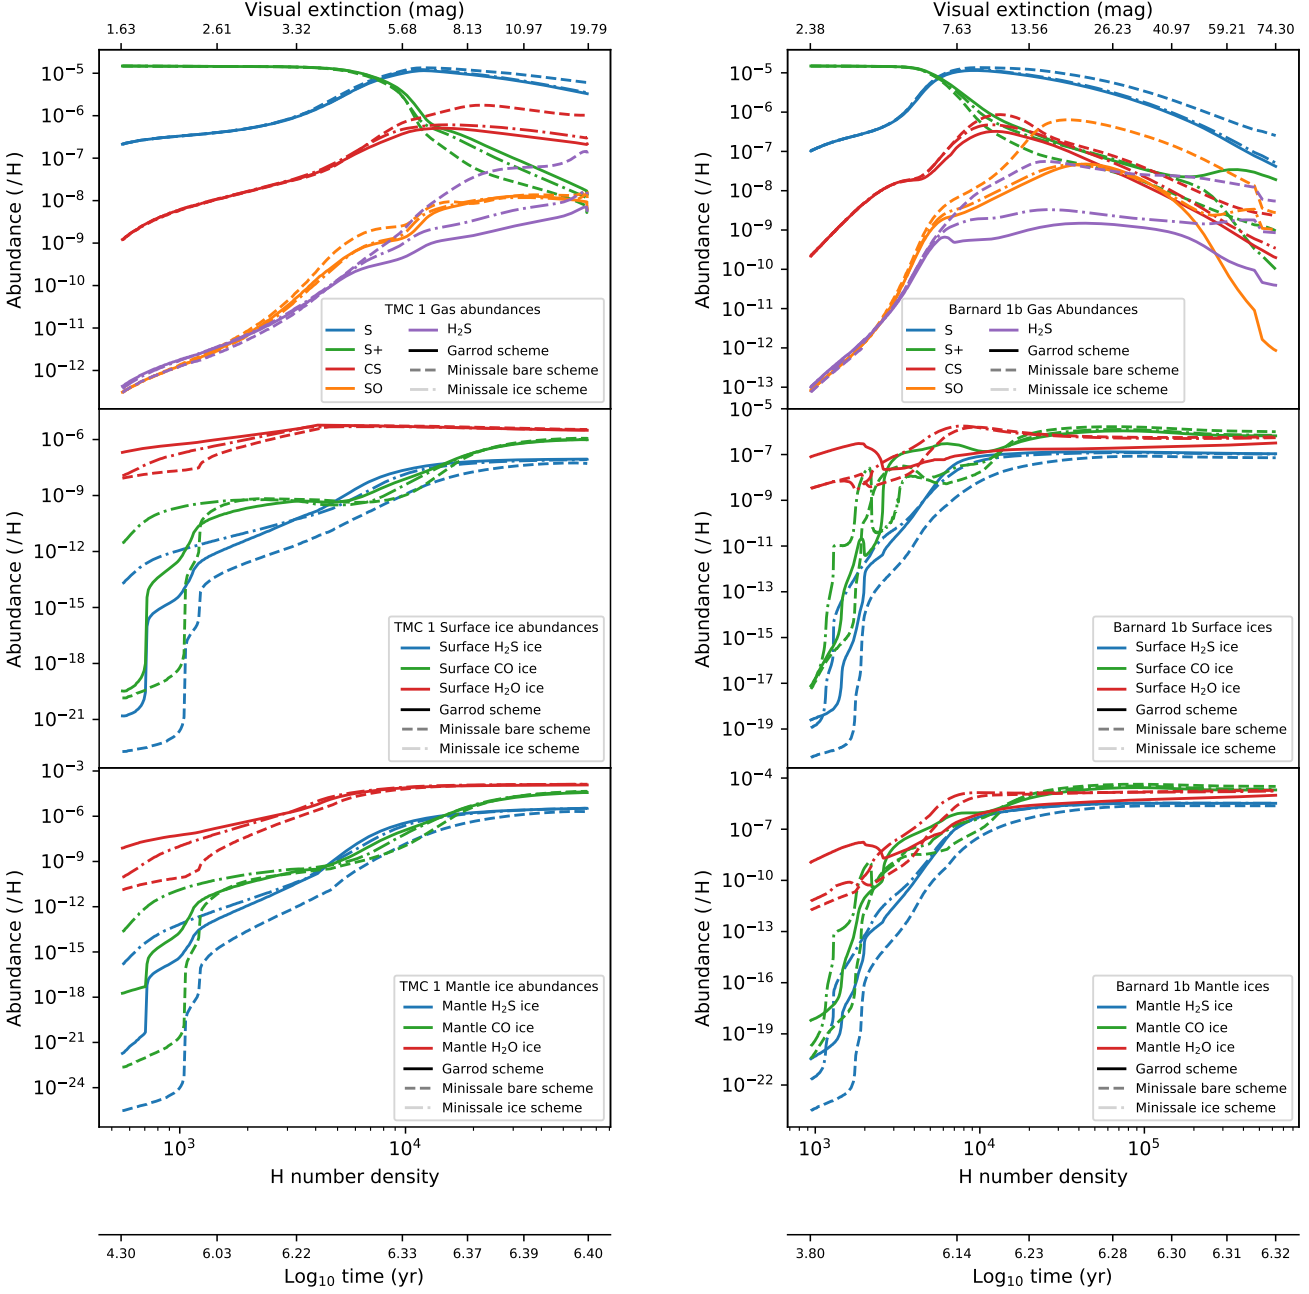 Visual extinction (mag)
1.63 2.61 3.32 5.68 8.13 10.97 19.79
10⁻⁵
10⁻⁶
10⁻⁷
10⁻⁸
10⁻⁹
10⁻¹⁰
10⁻¹¹
10⁻¹²
Abundance ( / H )
TMC 1 Gas abundances
S
S+
CS
SO
H₂S
Garrod scheme
Minissale bare scheme
Minissale ice scheme
10⁻⁶
10⁻⁹
10⁻¹²
10⁻¹⁵
10⁻¹⁸
10⁻²¹
Abundance ( / H )
TMC 1 Surface ice abundances
Surface H₂S ice
Surface CO ice
Surface H₂O ice
Garrod scheme
Minissale bare scheme
Minissale ice scheme
10⁻³
10⁻⁶
10⁻⁹
10⁻¹²
10⁻¹⁵
10⁻¹⁸
10⁻²¹
10⁻²⁴
Abundance ( / H )
TMC 1 Mantle ice abundances
Mantle H₂S ice
Mantle CO ice
Mantle H₂O ice
Garrod scheme
Minissale bare scheme
Minissale ice scheme
10³ 10⁴
H number density
4.30 6.03 6.22 6.33 6.37 6.39 6.40
Log₁₀ time (yr)
Visual extinction (mag)
2.38 7.63 13.56 26.23 40.97 59.21 74.30
10⁻⁵
10⁻⁶
10⁻⁷
10⁻⁸
10⁻⁹
10⁻¹⁰
10⁻¹¹
10⁻¹²
10⁻¹³
Abundance ( / H )
Barnard 1b Gas Abundances
S
S+
CS
SO
H₂S
Garrod scheme
Minissale bare scheme
Minissale ice scheme
10⁻⁵
10⁻⁷
10⁻⁹
10⁻¹¹
10⁻¹³
10⁻¹⁵
10⁻¹⁷
10⁻¹⁹
Abundance ( / H )
Barnard 1b Surface ices
Surface H₂S ice
Surface CO ice
Surface H₂O ice
Garrod scheme
Minissale bare scheme
Minissale ice scheme
10⁻⁴
10⁻⁷
10⁻¹⁰
10⁻¹³
10⁻¹⁶
10⁻¹⁹
10⁻²²
Abundance ( / H )
Barnard 1b Mantle ices
Mantle H₂S ice
Mantle CO ice
Mantle H₂O ice
Garrod scheme
Minissale bare scheme
Minissale ice scheme
10³ 10⁴ 10⁵
H number density
3.80 6.14 6.23 6.28 6.30 6.31 6.32
Log₁₀ time (yr)